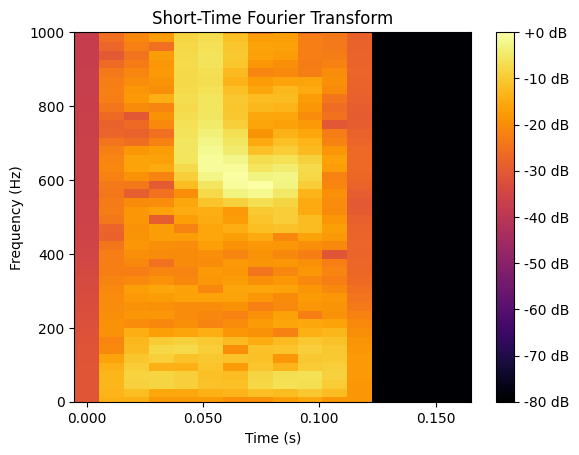 Short-Time Fourier Transform
1000
800
600
400
200
0
Frequency (Hz)
0.000
0.050
0.100
0.150
Time (s)
+0 dB
-10 dB
-20 dB
-30 dB
-40 dB
-50 dB
-60 dB
-70 dB
-80 dB